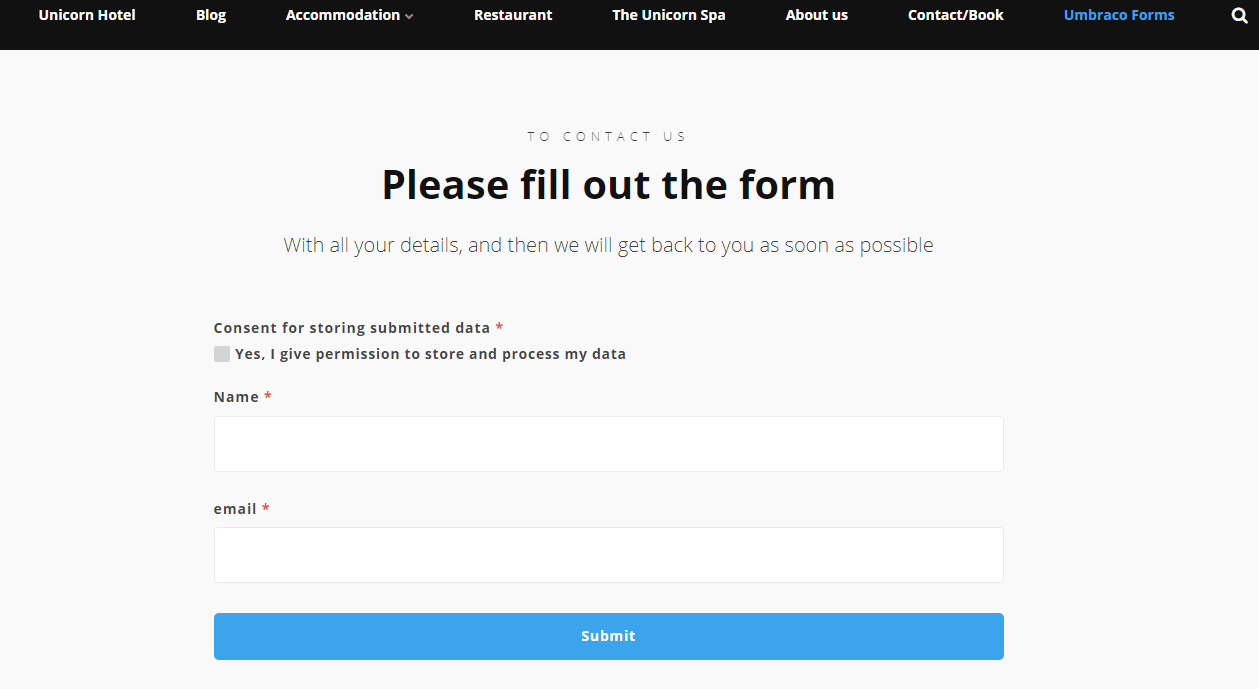 Unicorn Hotel Blog Accommodation Restaurant The Unicorn Spa About us Contact/Book Umbraco Forms
TO CONTACT US
Please fill out the form
With all your details, and then we will get back to you as soon as possible
Consent for storing submitted data *
Yes, I give permission to store and process my data
Name *
email *
Submit